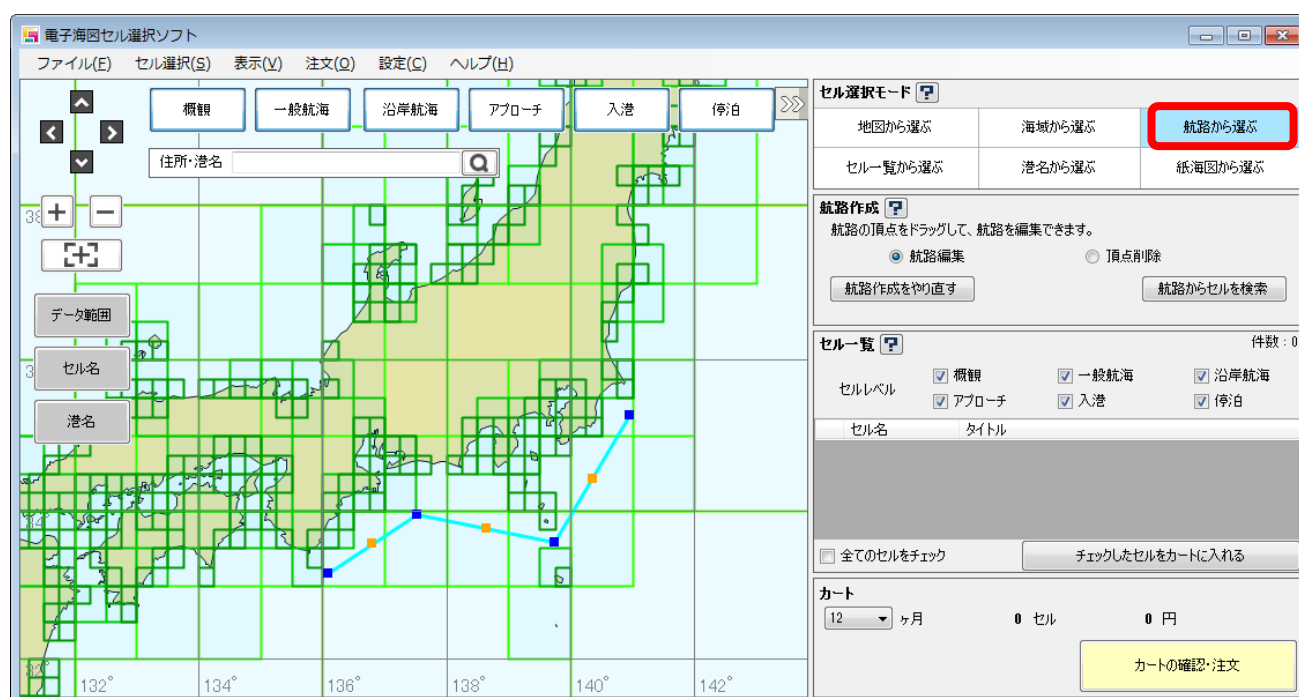 電子海図セル選択ソフト
ファイル(F) セル選択(S) 表示(V) 注文(O) 設定(C) ヘルプ(H)
概観 一般航海 沿岸航海 アプローチ 入港 停泊
住所・港名
データ範囲
セル名
港名
38
34°
32°
132° 134° 136° 138° 140° 142°
セル選択モード ?
地図から選ぶ 海域から選ぶ 航路から選ぶ
セル一覧から選ぶ 港名から選ぶ 紙海図から選ぶ
航路作成 ?
航路の頂点をドラッグして、航路を編集できます。
航路編集 頂点削除
航路作成をやり直す 航路からセルを検索
セル一覧 ? 件数:0
セルレベル
概観 一般航海 沿岸航海
アプローチ 入港 停泊
セル名 タイトル
全てのセルをチェック チェックしたセルをカートに入れる
カート
12 ヶ月 0 セル 0 円
カートの確認・注文